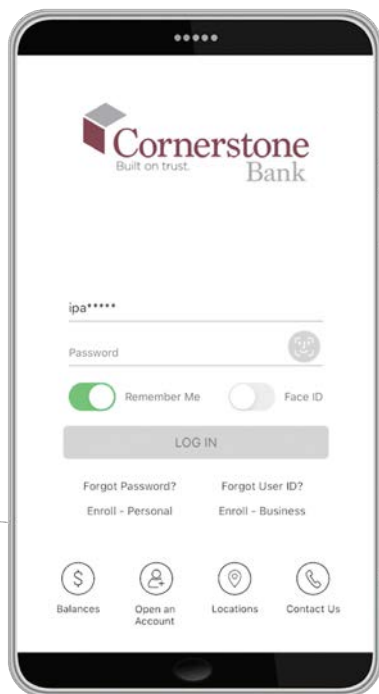 Cornerstone
Built on trust.
Bank
ipa*****
Password
Remember Me
Face ID
LOG IN
Forgot Password?
Forgot User ID?
Enroll - Personal
Enroll - Business
$
Balances
Open an
Account
Locations
Contact Us